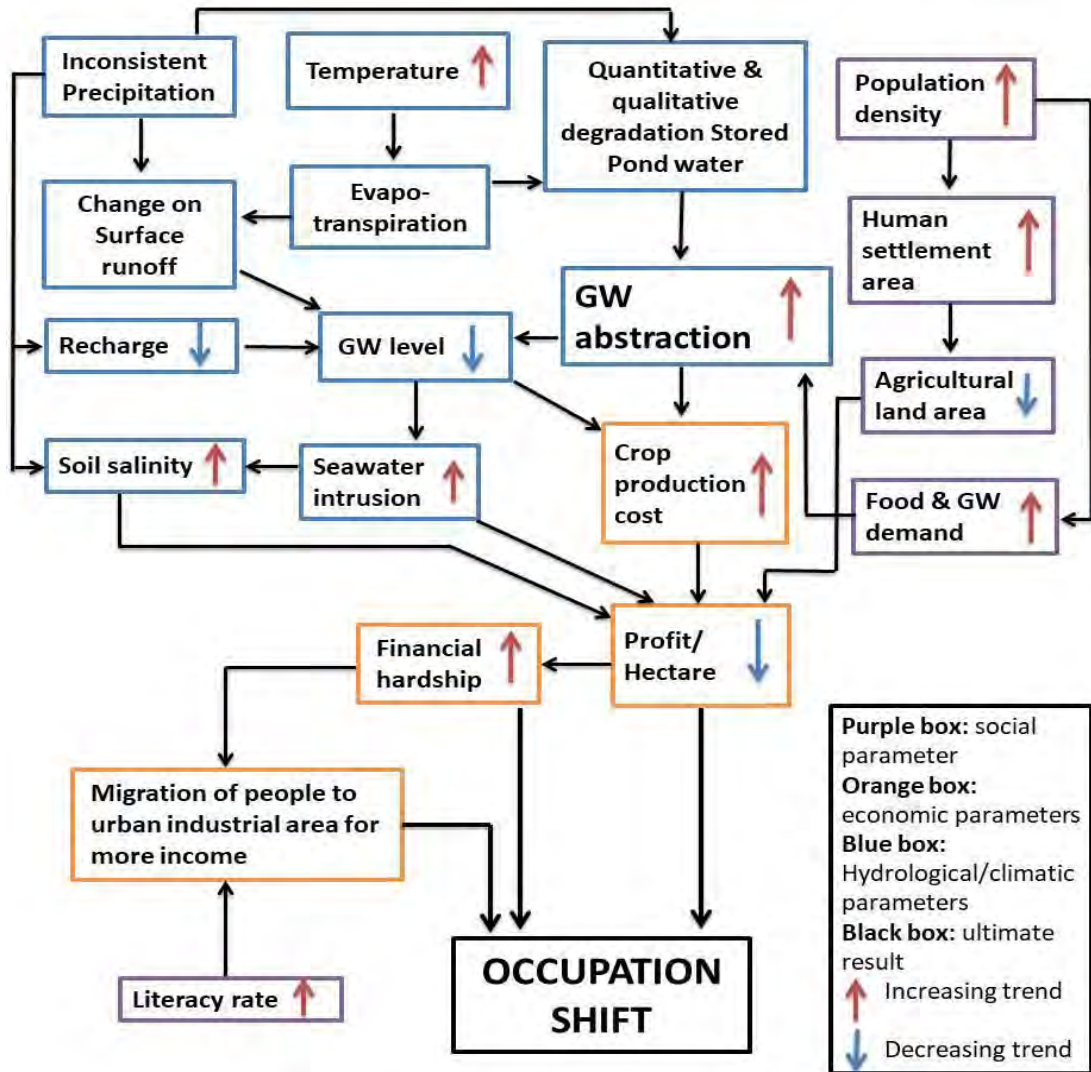 Inconsistent
Precipitation
Temperature
Quantitative &
qualitative
degradation Stored
Pond water
Population
density
Change on
Surface
runoff
Evapo-
transpiration
Human
settlement
area
Recharge
GW level
GW
abstraction
Agricultural
land area
Soil salinity
Seawater
intrusion
Crop
production
cost
Food & GW
demand
Financial
hardship
Profit/
Hectare
Migration of people to
urban industrial area for
more income
Literacy rate
OCCUPATION
SHIFT
Purple box: social
parameter
Orange box:
economic parameters
Blue box:
Hydrological/climatic
parameters
Black box: ultimate
result
Increasing trend
Decreasing trend